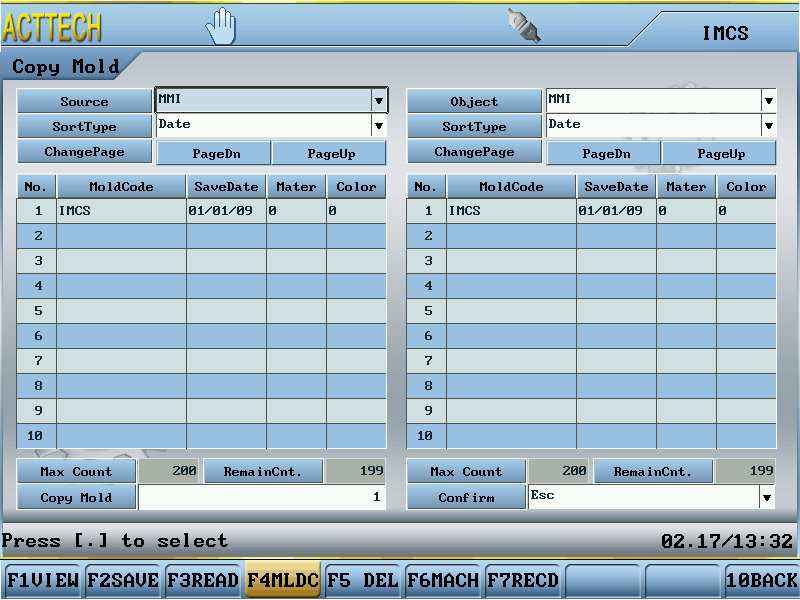 ACTTECH
IMCS
Copy Mold
Source MMI Object MMI
SortType Date SortType Date
ChangePage PageDn PageUp ChangePage PageDn PageUp
No. MoldCode SaveDate Mater Color No. MoldCode SaveDate Mater Color
1 IMCS 01/01/09 0 0 1 IMCS 01/01/09 0 0
2 2
3 3
4 4
5 5
6 6
7 7
8 8
9 9
10 10
Max Count 200 RemainCnt. 199 Max Count 200 RemainCnt. 199
Copy Mold 1 Confirm Esc
Press [.] to select 02.17/13:32
F1VIEW F2SAVE F3READ F4MLDC F5 DEL F6MACH F7RECD 10BACK